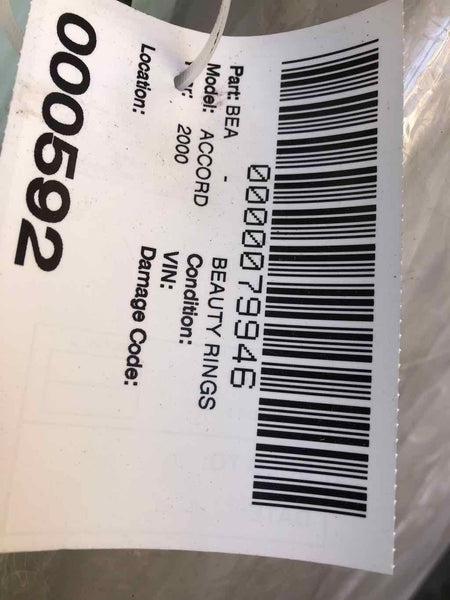 0000079946
Part: BEA - BEAUTY RINGS
Model: ACCORD Condition:
2000 VIN:
Location: Damage Code:
000592